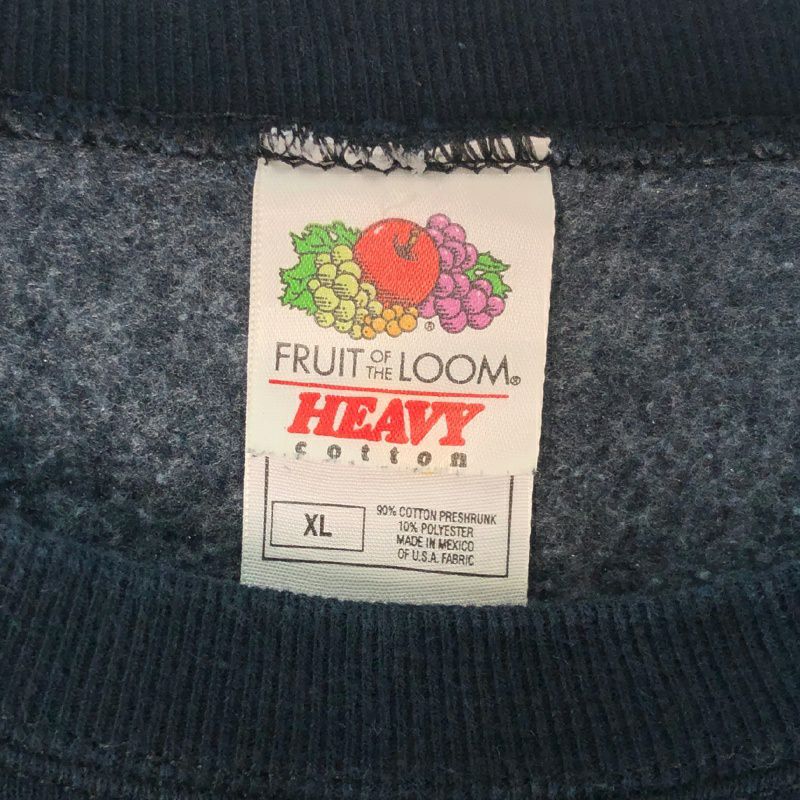 ®
FRUIT OF THE LOOM®
HEAVY
cotton
XL
90% COTTON PRESHRUNK
10% POLYESTER
MADE IN MEXICO
OF U.S.A. FABRIC